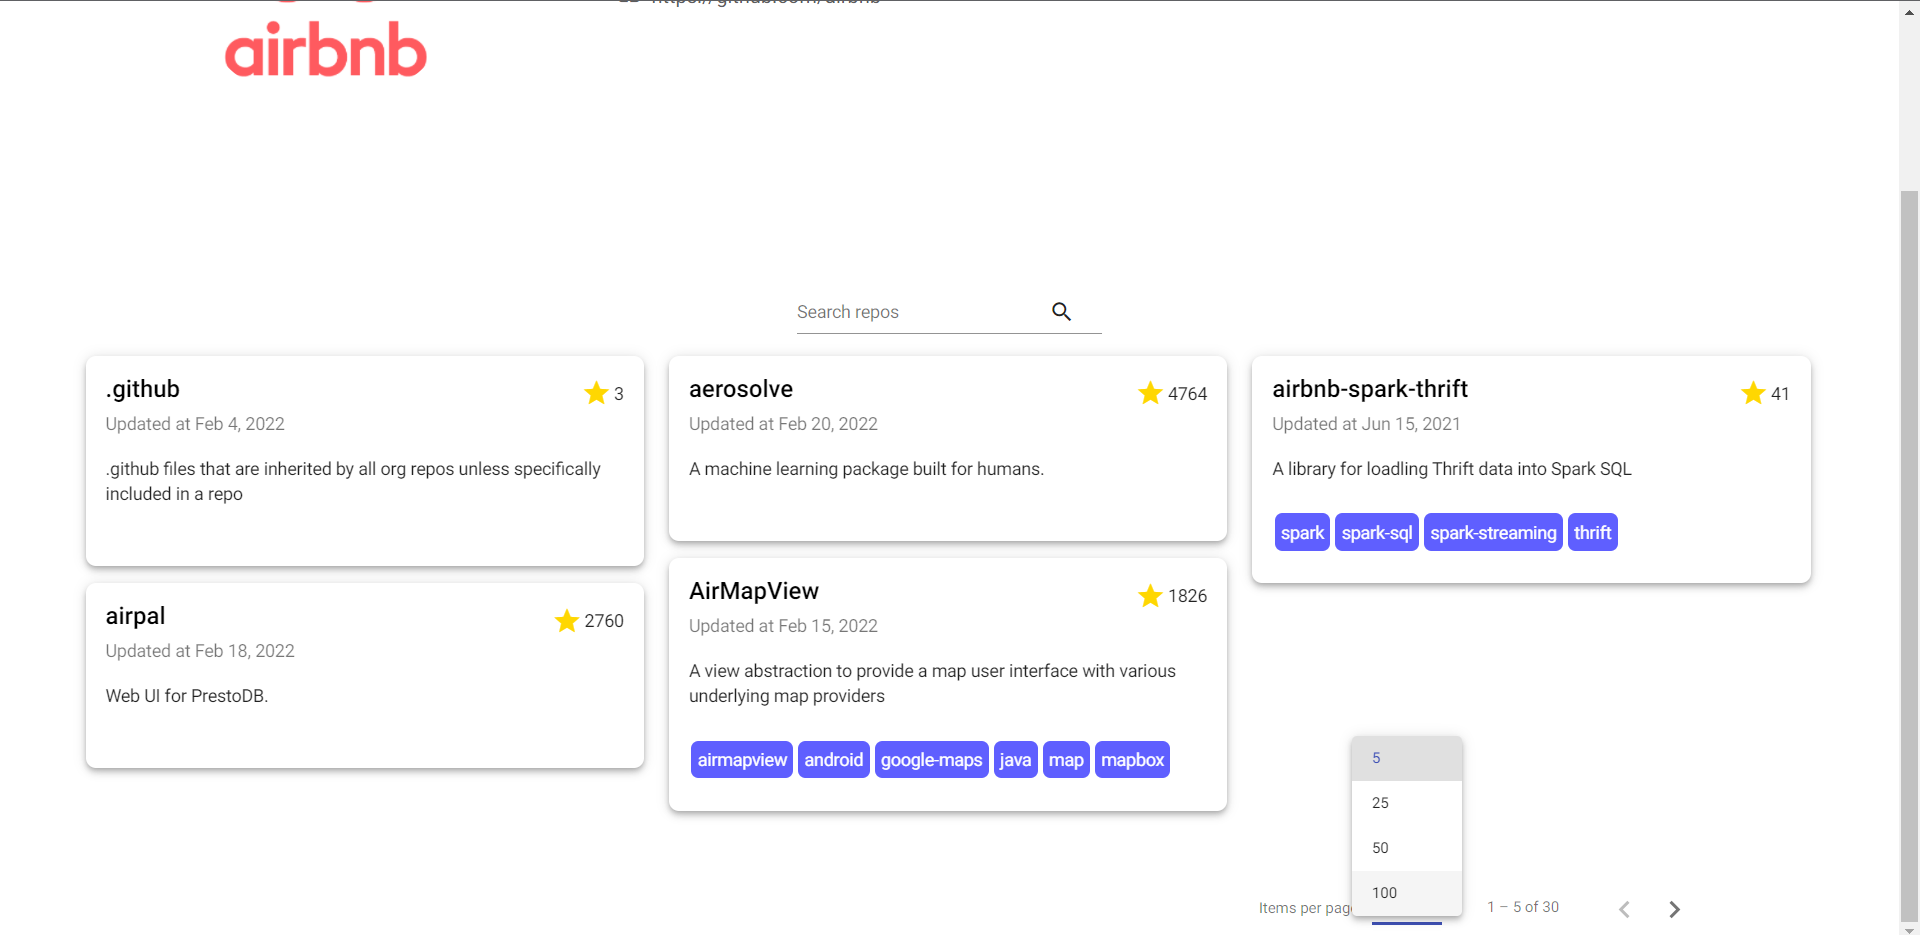 https://github.com/airbnb
airbnb
Search repos
.github
3
Updated at Feb 4, 2022
.github files that are inherited by all org repos unless specifically
included in a repo
aerosolve
4764
Updated at Feb 20, 2022
A machine learning package built for humans.
airbnb-spark-thrift
41
Updated at Jun 15, 2021
A library for loadling Thrift data into Spark SQL
spark spark-sql spark-streaming thrift
airpal
2760
Updated at Feb 18, 2022
Web UI for PrestoDB.
AirMapView
1826
Updated at Feb 15, 2022
A view abstraction to provide a map user interface with various
underlying map providers
airmapview android google-maps java map mapbox
5
25
50
100
Items per pag
1 – 5 of 30